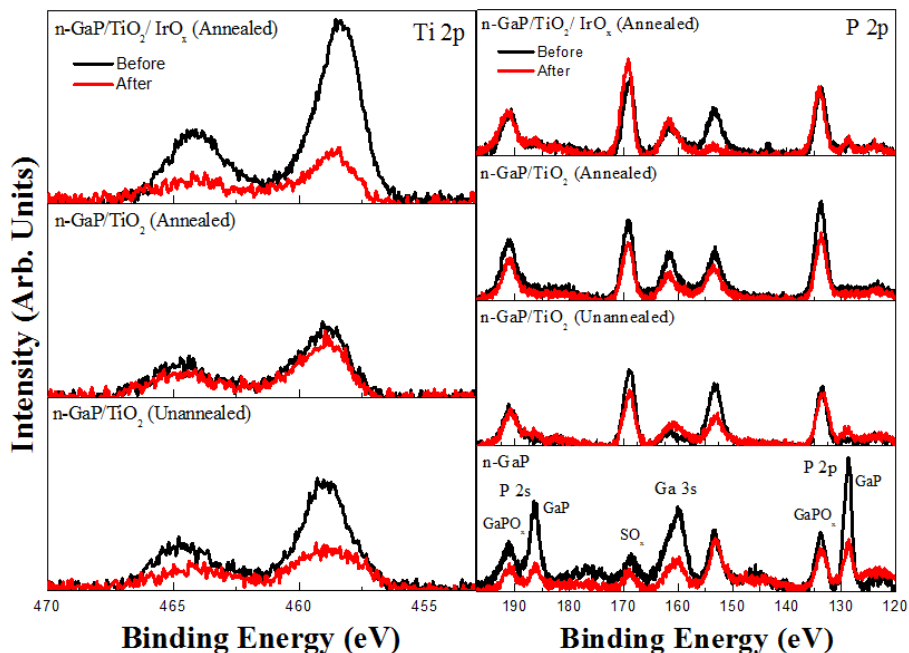 n-GaP/TiO₂/ IrOₓ (Annealed)
Ti 2p
Before
After
n-GaP/TiO₂ (Annealed)
n-GaP/TiO₂ (Unannealed)
470
465
460
455
Binding Energy (eV)
Intensity (Arb. Units)
n-GaP/TiO₂/ IrOₓ (Annealed)
P 2p
Before
After
n-GaP/TiO₂ (Annealed)
n-GaP/TiO₂ (Unannealed)
n-GaP
P 2s
GaPOₓ
GaP
SOₓ
Ga 3s
P 2p
GaPOₓ
GaP
190
180
170
160
150
140
130
120
Binding Energy (eV)